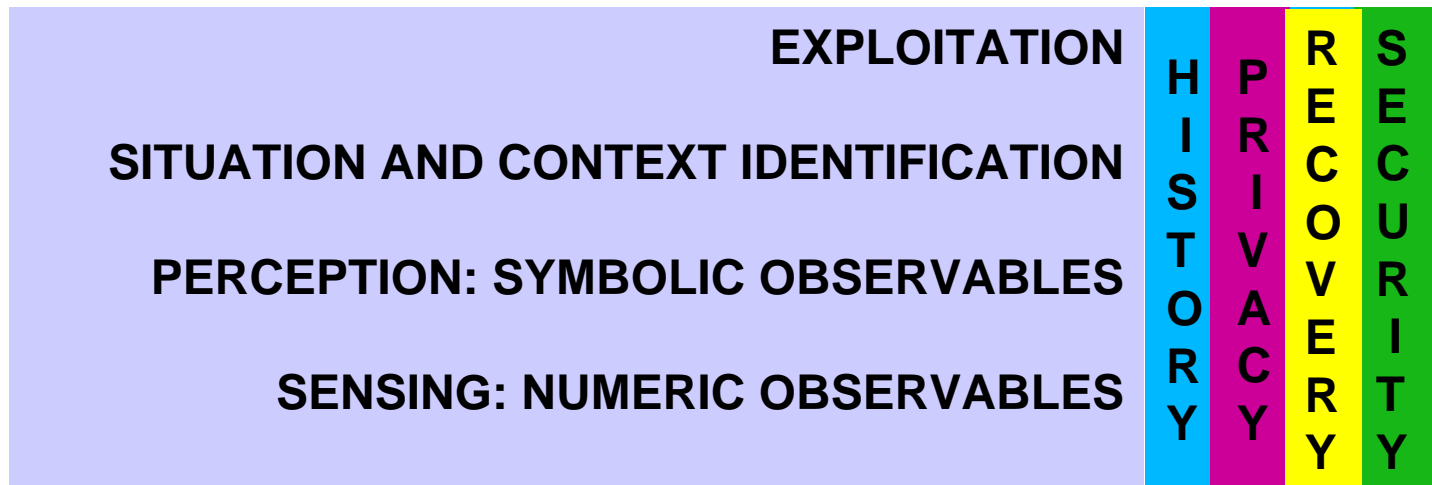 EXPLOITATION
SITUATION AND CONTEXT IDENTIFICATION
PERCEPTION: SYMBOLIC OBSERVABLES
SENSING: NUMERIC OBSERVABLES
HISTORY
PRIVACY
RECOVERY
SECURITY